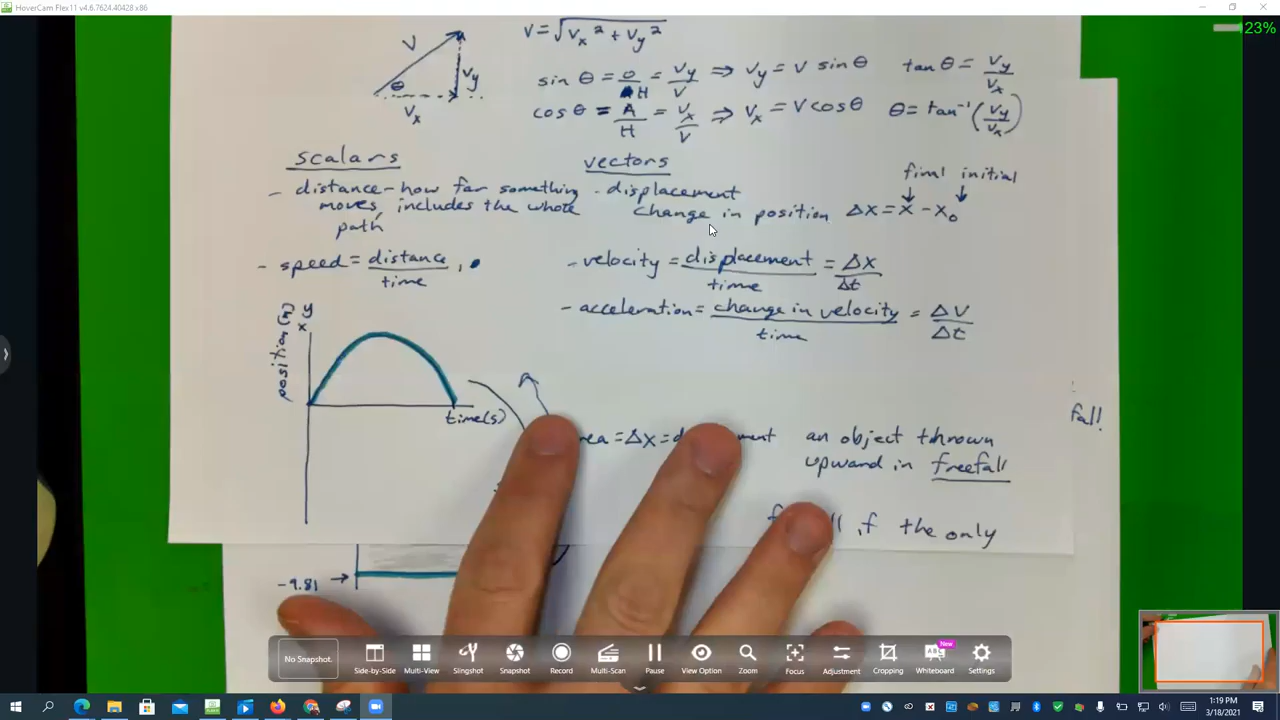 HoverCam Flex11 v4.6.7624.40428 x86
123%
V = √(Vx² + Vy²)
V
θ
Vy
Vx
sin θ = O/H = Vy/V ⇒ Vy = V sin θ
tan θ = Vy/Vx
cos θ = A/H = Vx/V ⇒ Vx = V cos θ
θ = tan⁻¹(Vy/Vx)
scalars
- distance - how far something
moves, includes the whole
path
- speed = distance/time,
vectors
- displacement
change in position Δx = x - x₀
final initial
- velocity = displacement/time = Δx/Δt
- acceleration = change in velocity/time = ΔV/Δt
position (m)
x y
time(s)
= Δx =
an object thrown
upward in freefall
fall!
if the only
-9.81 →
No Snapshot.
Side-by-Side
Multi-View
Slingshot
Snapshot
Record
Multi-Scan
Pause
View Option
Zoom
Focus
Adjustment
Cropping
New
ABC
Whiteboard
Settings
1:19 PM
3/18/2021